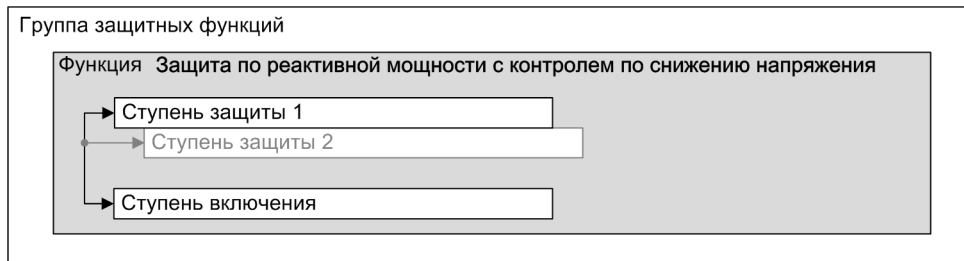 Группа защитных функций
Функция Защита по реактивной мощности с контролем по снижению напряжения
Ступень защиты 1
Ступень защиты 2
Ступень включения